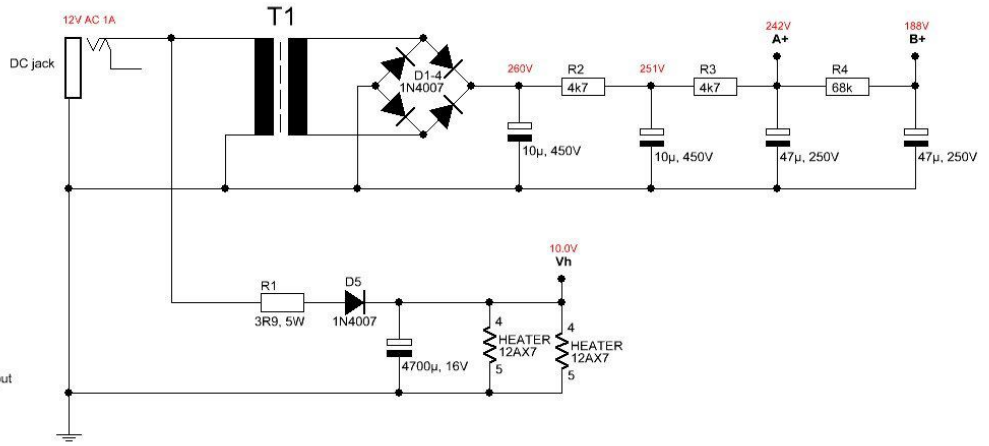 12V AC 1A
T1
DC jack
D1-4
1N4007
260V
R2
4k7
251V
R3
4k7
242V
A+
R4
68k
188V
B+
10µ, 450V
10µ, 450V
47µ, 250V
47µ, 250V
10.0V
Vh
R1
3R9, 5W
D5
1N4007
4700µ, 16V
4
HEATER
12AX7
5
4
HEATER
12AX7
5
out